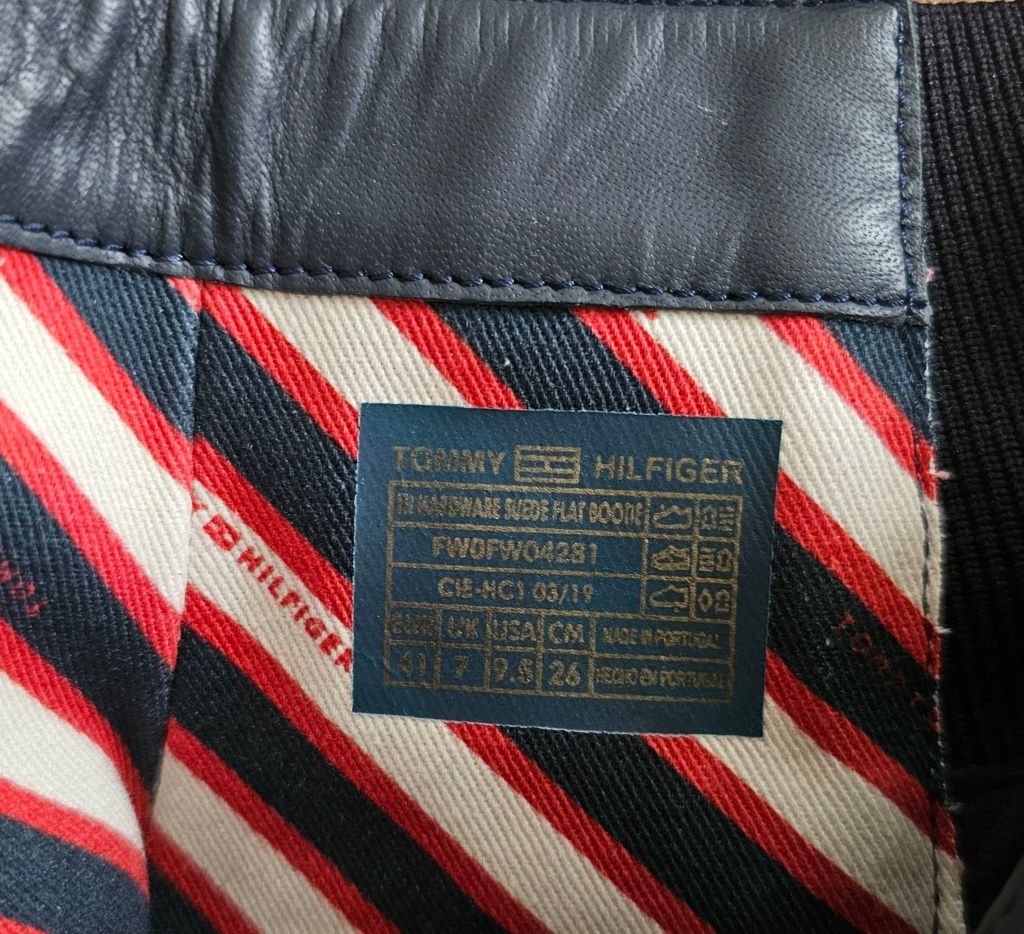 TOMMY HILFIGER
TH HARDWARE SUEDE FLAT BOOTIE
FW0FW04281
CIE-HC1 03/19
EUR UK USA CM MADE IN PORTUGAL
41 7 9.5 26 HECHO EN PORTUGAL
Y HILFIGER